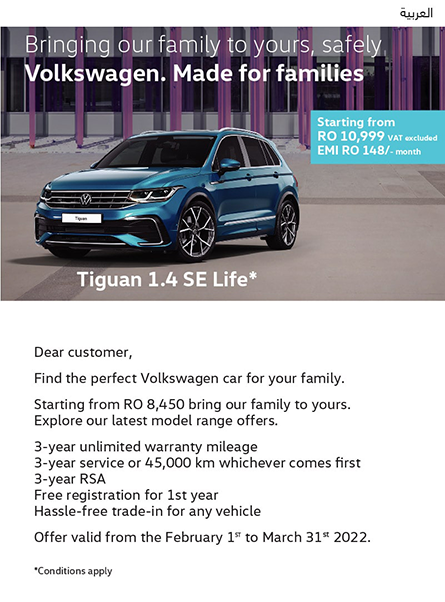 العربية
Bringing our family to yours, safely
Volkswagen. Made for families
Starting from
RO 10,999 VAT excluded
EMI RO 148/- month
Tiguan
Tiguan 1.4 SE Life*
Dear customer,
Find the perfect Volkswagen car for your family.
Starting from RO 8,450 bring our family to yours.
Explore our latest model range offers.
3-year unlimited warranty mileage
3-year service or 45,000 km whichever comes first
3-year RSA
Free registration for 1st year
Hassle-free trade-in for any vehicle
Offer valid from the February 1st to March 31st 2022.
*Conditions apply